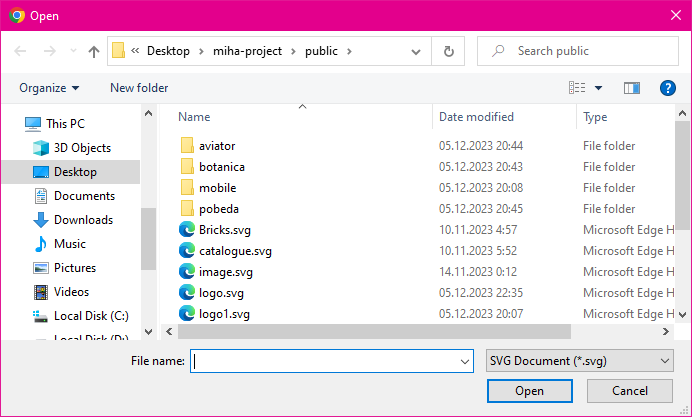 Open
« Desktop › miha-project › public ›
Search public
Organize
New folder
?
Name
Date modified
Type
This PC
3D Objects
Desktop
Documents
Downloads
Music
Pictures
Videos
Local Disk (C:)
Local Disk (D:)
aviator 05.12.2023 20:44 File folder
botanica 05.12.2023 20:43 File folder
mobile 05.12.2023 20:08 File folder
pobeda 05.12.2023 20:45 File folder
Bricks.svg 10.11.2023 4:57 Microsoft Edge H
catalogue.svg 10.11.2023 5:52 Microsoft Edge H
image.svg 14.11.2023 0:12 Microsoft Edge H
logo.svg 05.12.2023 22:35 Microsoft Edge H
logo1.svg 05.12.2023 20:07 Microsoft Edge H
File name:
SVG Document (*.svg)
Open
Cancel